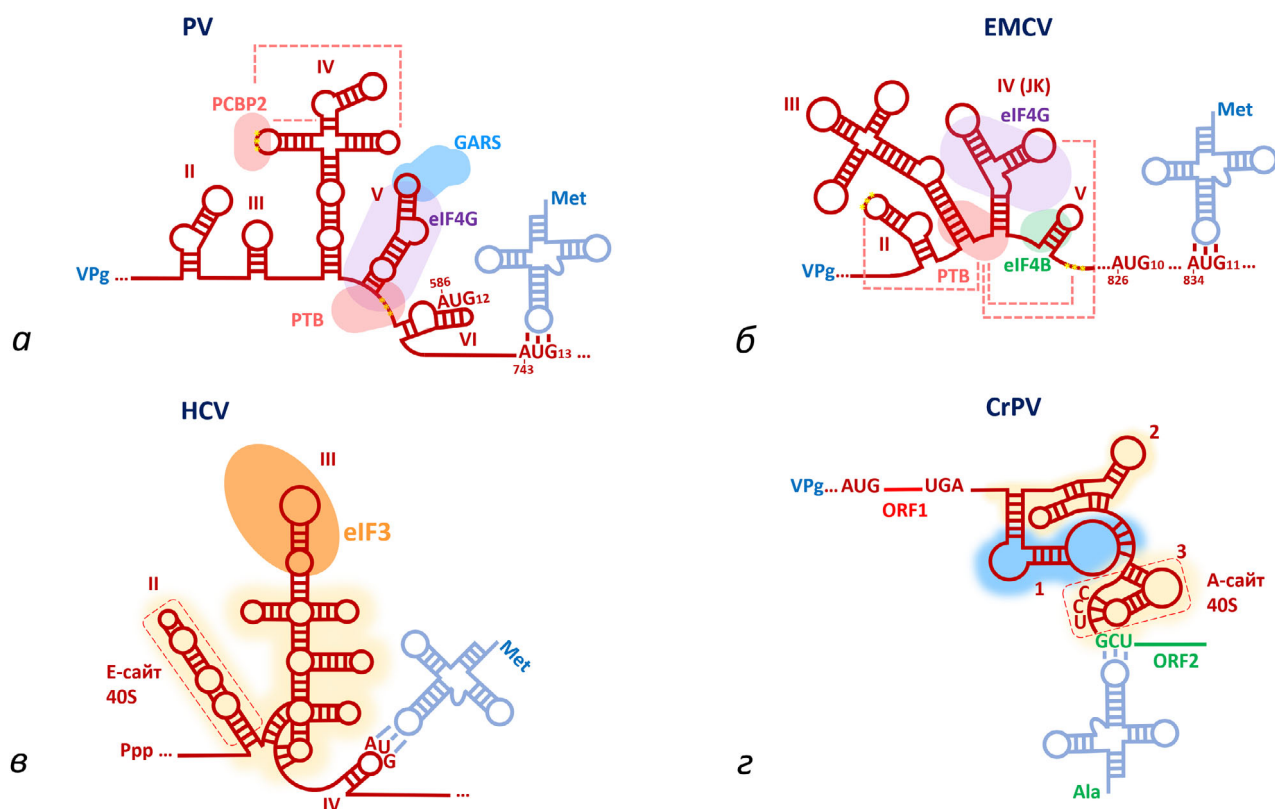 PV
IV
PCBP2
GARS
II
III
V
eIF4G
Met
VPg ...
586
AUG12
PTB
VI
AUG13 ...
743
а
EMCV
III
IV (JK)
eIF4G
Met
V
II
VPg ...
PTB
eIF4B
...AUG10 ... AUG11 ...
826
834
б
HCV
III
eIF3
II
Met
Е-сайт
40S
AUG
Ppp ...
IV
...
в
CrPV
2
VPg... AUG UGA
ORF1
3
1
А-сайт
40S
CCU
GCU
ORF2
Ala
г